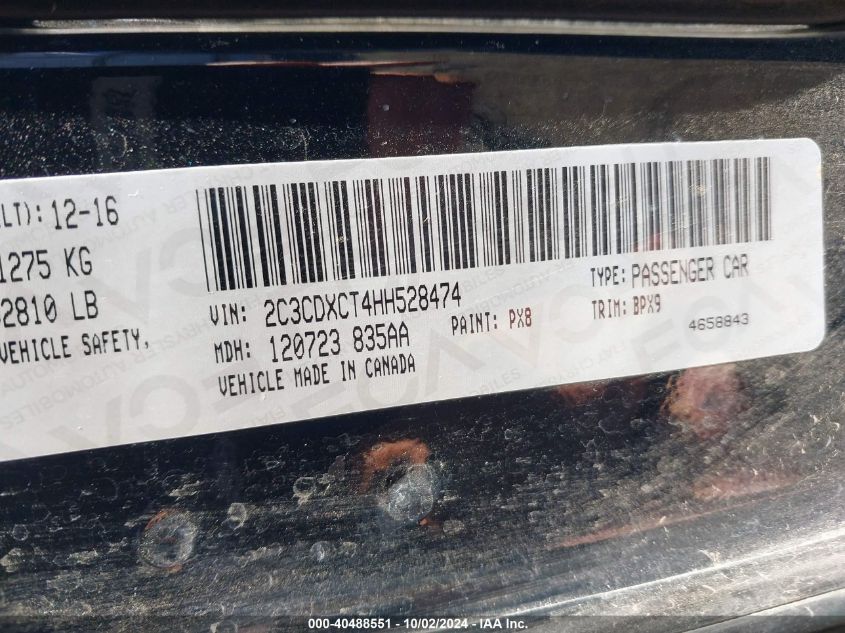 LT): 12-16
1275 KG
2810 LB
VEHICLE SAFETY,
VIN: 2C3CDXCT4HH528474
TYPE: PASSENGER CAR
MDH: 120723 835AA
PAINT: PX8
TRIM: BPX9
VEHICLE MADE IN CANADA
4658843
000-40488551 - 10/02/2024 - IAA Inc.